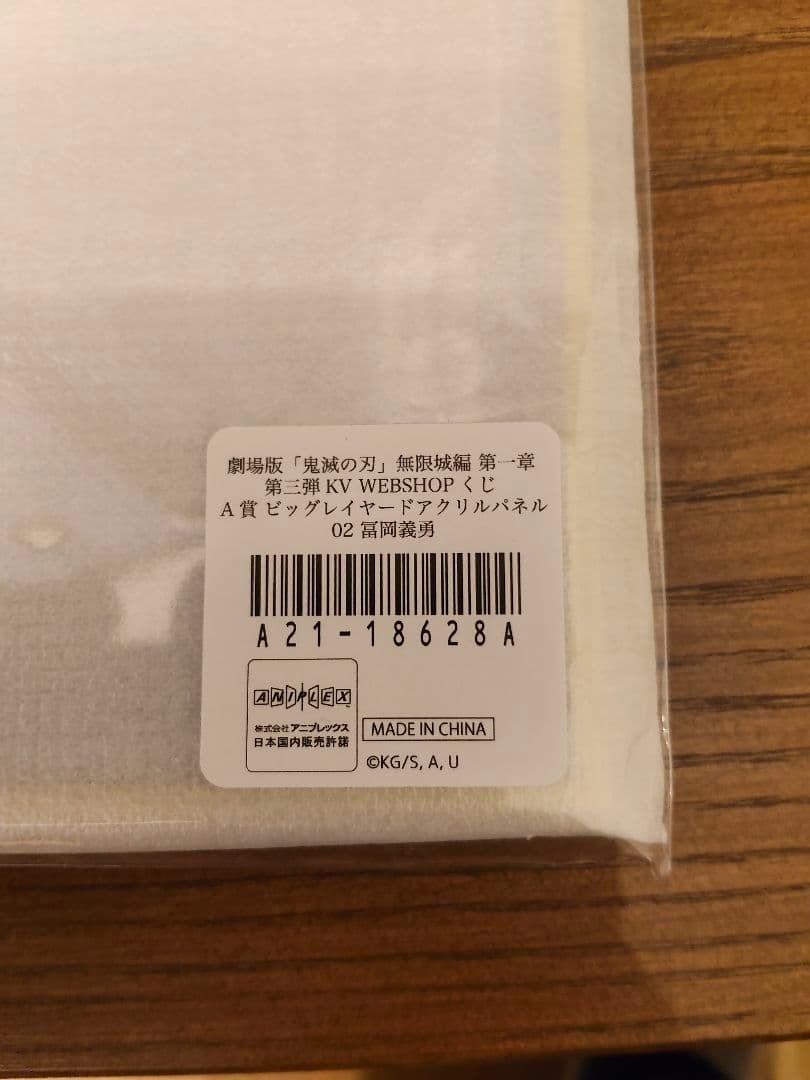 劇場版「鬼滅の刃」無限城編 第一章
第三弾 KV WEBSHOP くじ
A賞 ビッグレイヤードアクリルパネル
02 冨岡義勇
A21-18628A
ANIPLEX
株式会社アニプレックス
日本国内販売許諾
MADE IN CHINA
©KG/S, A, U